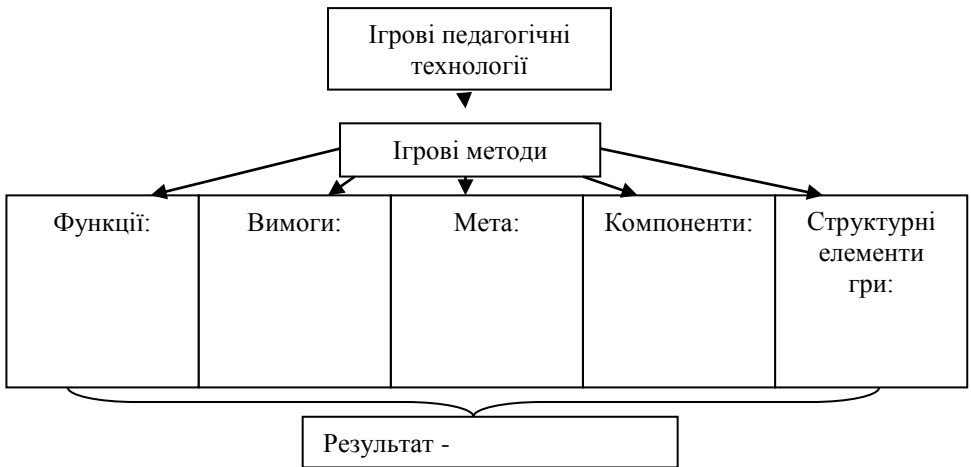 Ігрові педагогічні
технології
Ігрові методи
Функції:
Вимоги:
Мета:
Компоненти:
Структурні
елементи
гри:
Результат -